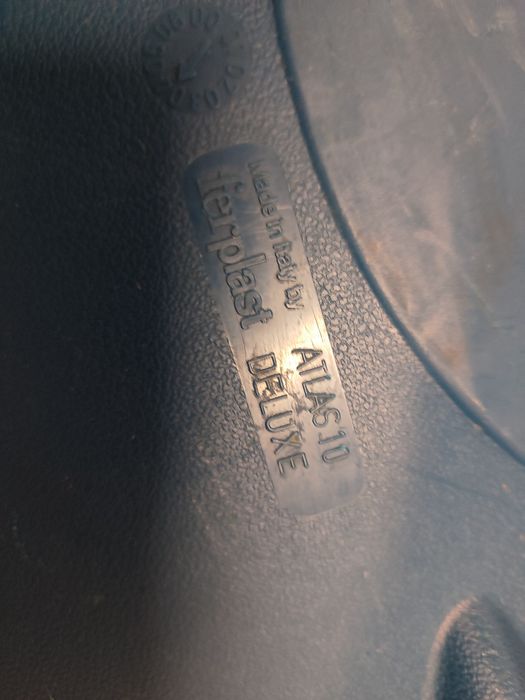 Made in Italy by
ferplast
ATLAS 10
DELUXE